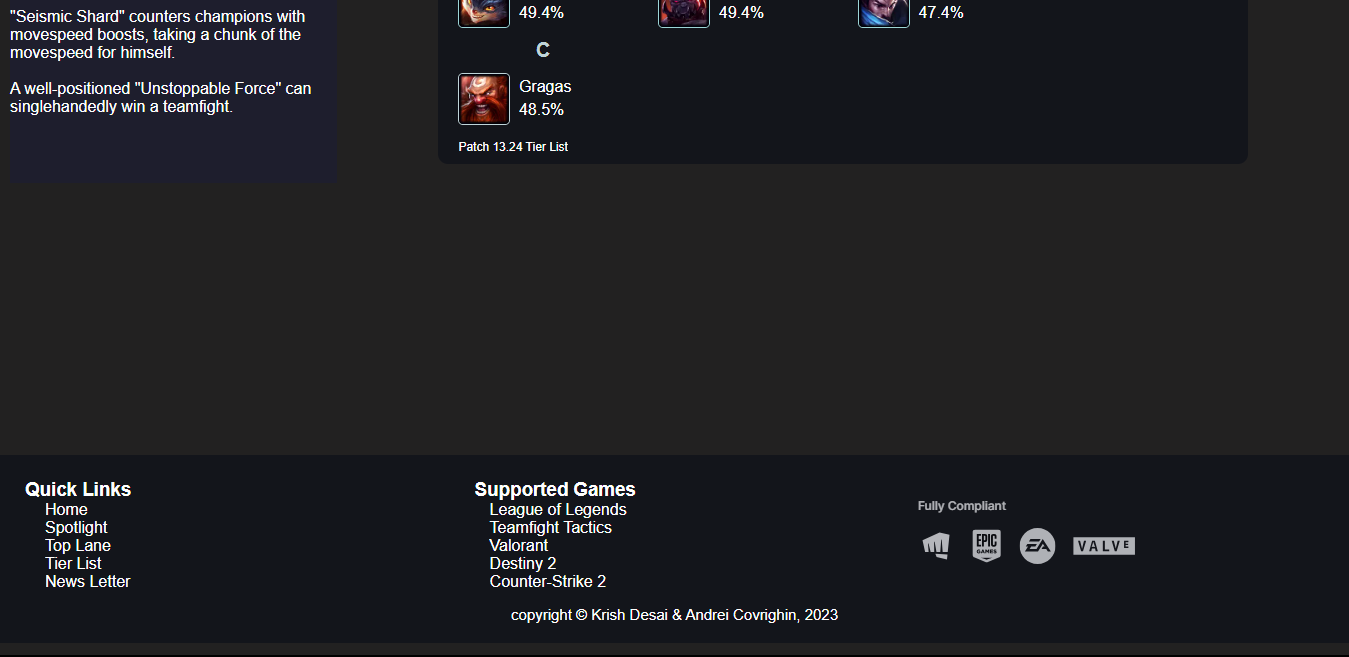 "Seismic Shard" counters champions with
movespeed boosts, taking a chunk of the
movespeed for himself.
A well-positioned "Unstoppable Force" can
singlehandedly win a teamfight.
49.4%
49.4%
47.4%
C
Gragas
48.5%
Patch 13.24 Tier List
Quick Links
Home
Spotlight
Top Lane
Tier List
News Letter
Supported Games
League of Legends
Teamfight Tactics
Valorant
Destiny 2
Counter-Strike 2
Fully Compliant
EPIC
GAMES
EA
VALVE
copyright © Krish Desai & Andrei Covrighin, 2023